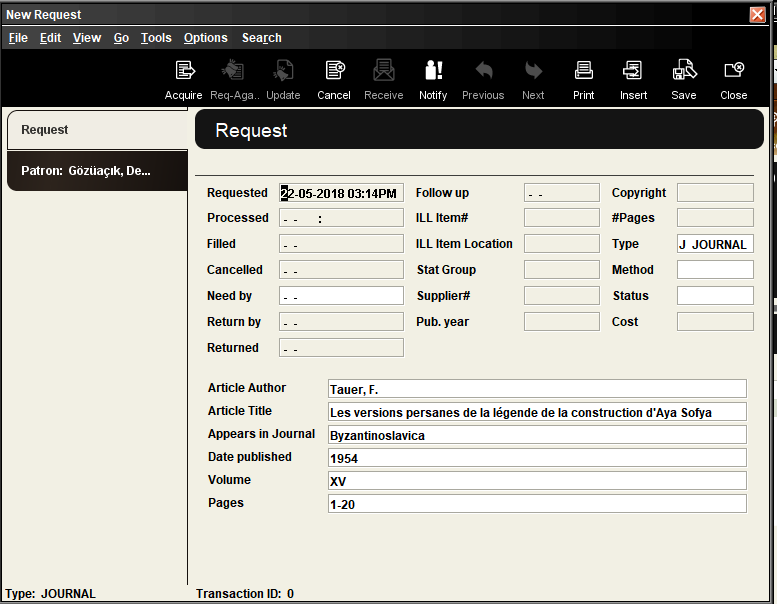 New Request
File Edit View Go Tools Options Search
Acquire Req-Aga.. Update Cancel Receive Notify Previous Next Print Insert Save Close
Request
Patron: Gözüaçık, De...
Request
Requested 22-05-2018 03:14PM Follow up - - Copyright
Processed - - : ILL Item# #Pages
Filled - - ILL Item Location Type J JOURNAL
Cancelled - - Stat Group Method
Need by - - Supplier# Status
Return by - - Pub. year Cost
Returned - -
Article Author Tauer, F.
Article Title Les versions persanes de la légende de la construction d'Aya Sofya
Appears in Journal Byzantinoslavica
Date published 1954
Volume XV
Pages 1-20
Type: JOURNAL Transaction ID: 0